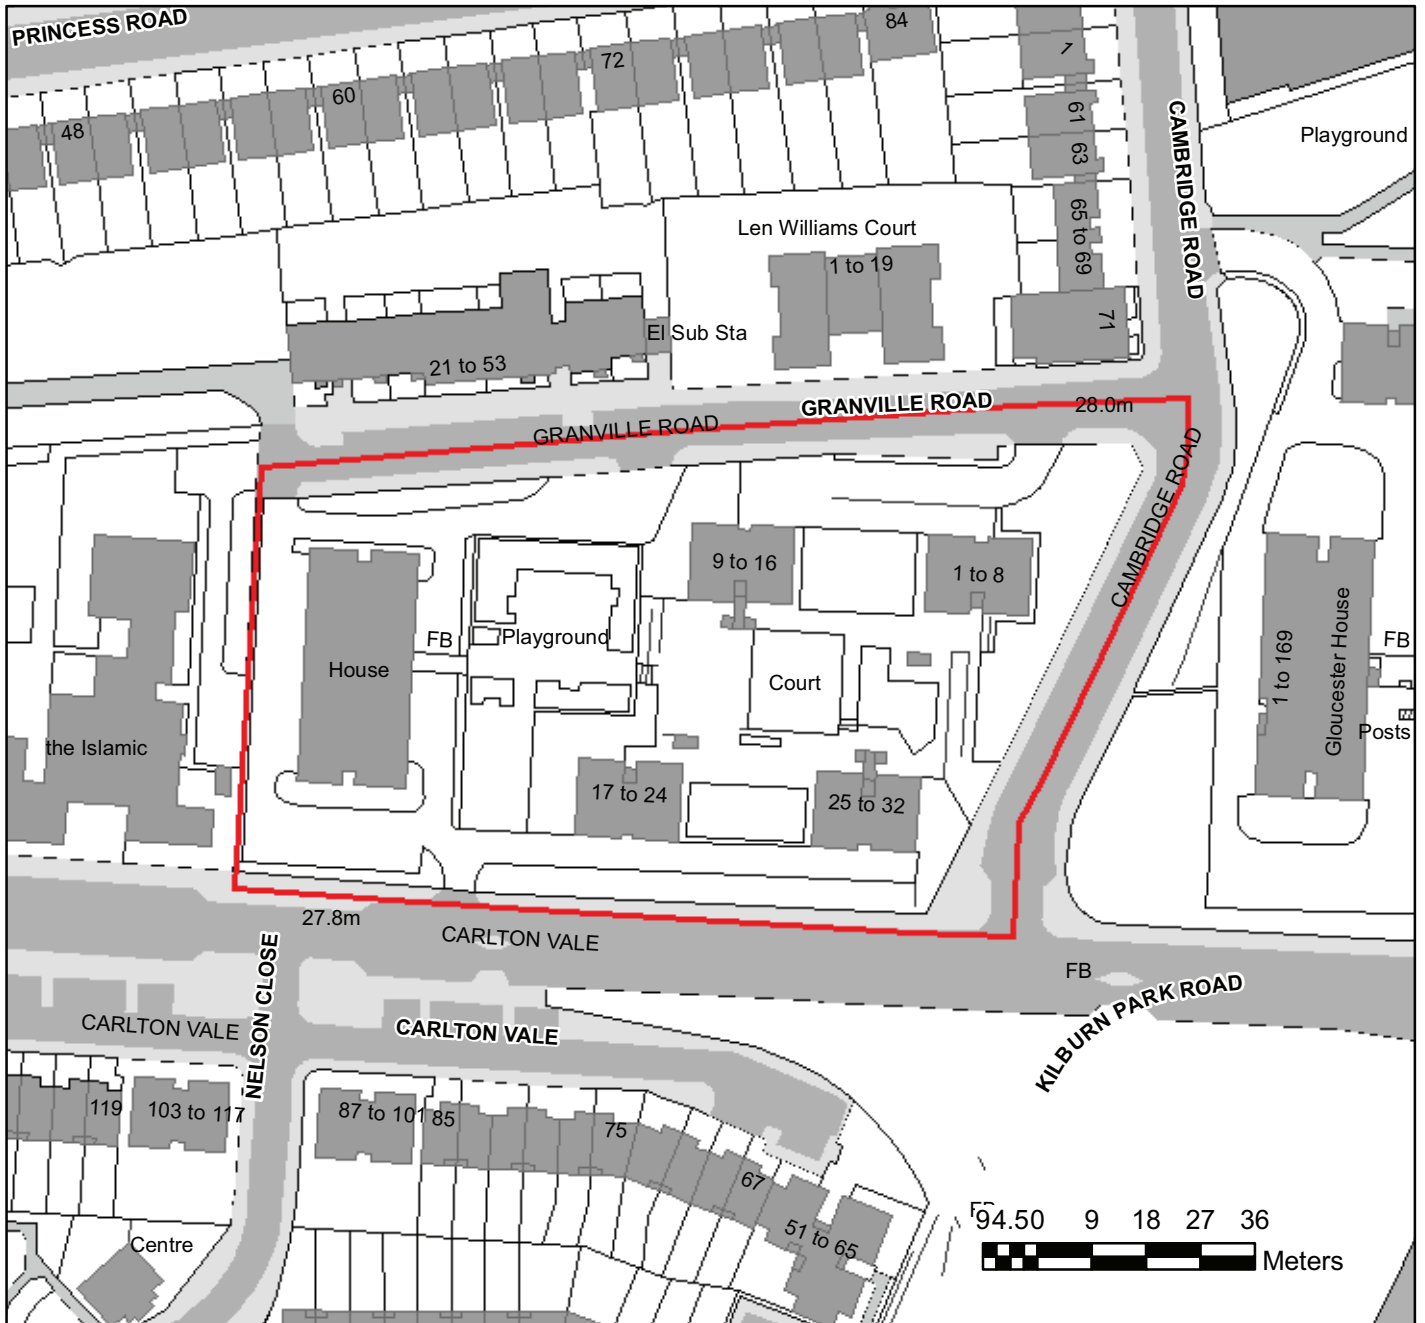 PRINCESS ROAD
84
72
60
48
1
61
63
65 to 69
71
CAMBRIDGE ROAD
Playground
Len Williams Court
1 to 19
El Sub Sta
21 to 53
GRANVILLE ROAD
GRANVILLE ROAD
28.0m
CAMBRIDGE ROAD
9 to 16
1 to 8
House
FB
Playground
Court
the Islamic
17 to 24
25 to 32
1 to 169
Gloucester House
FB
Posts
27.8m
CARLTON VALE
NELSON CLOSE
FB
KILBURN PARK ROAD
CARLTON VALE
CARLTON VALE
119
103 to 117
87 to 101
85
75
67
51 to 65
Centre
94.50 9 18 27 36
Meters